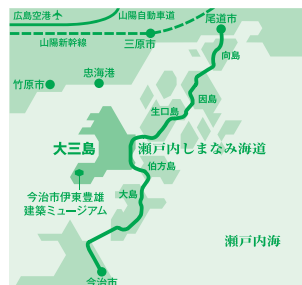 広島空港
山陽自動車道
尾道市
山陽新幹線
三原市
向島
忠海港
竹原市
因島
生口島
大三島
瀬戸内しまなみ海道
伯方島
今治市伊東豊雄
建築ミュージアム
大島
瀬戸内海
今治市